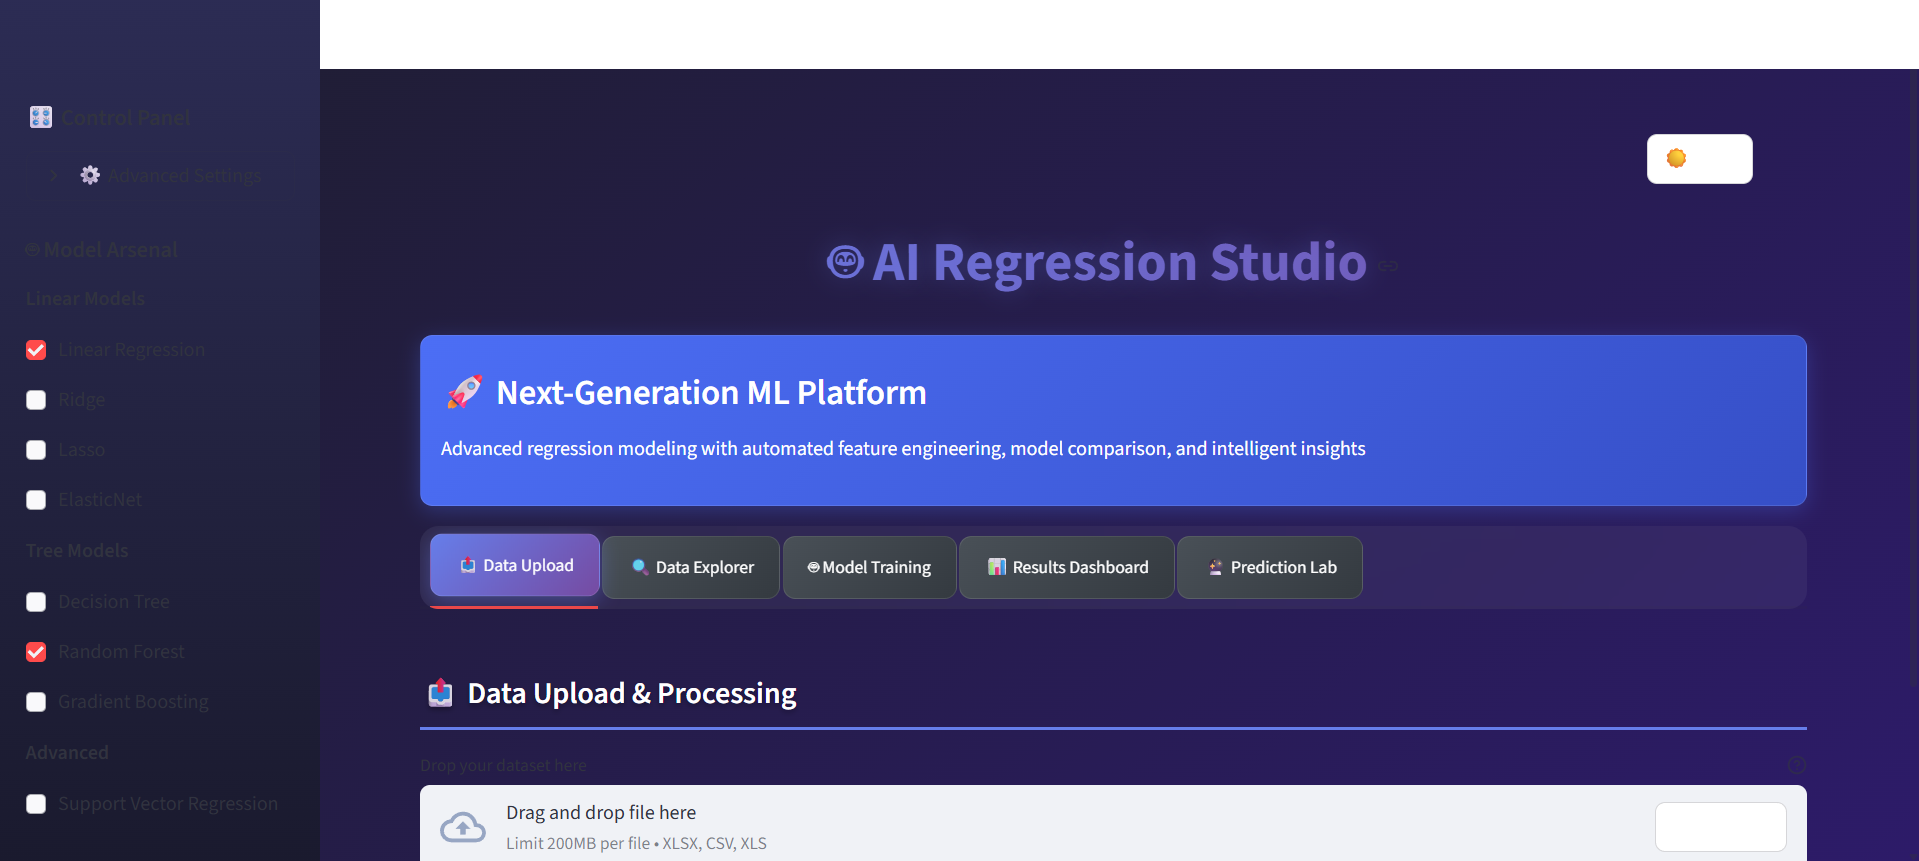 Control Panel
Advanced Settings
Model Arsenal
Linear Models
Linear Regression
Ridge
Lasso
ElasticNet
Tree Models
Decision Tree
Random Forest
Gradient Boosting
Advanced
Support Vector Regression
AI Regression Studio
Next-Generation ML Platform
Advanced regression modeling with automated feature engineering, model comparison, and intelligent insights
Data Upload
Data Explorer
Model Training
Results Dashboard
Prediction Lab
Data Upload & Processing
Drop your dataset here
Drag and drop file here
Limit 200MB per file • XLSX, CSV, XLS